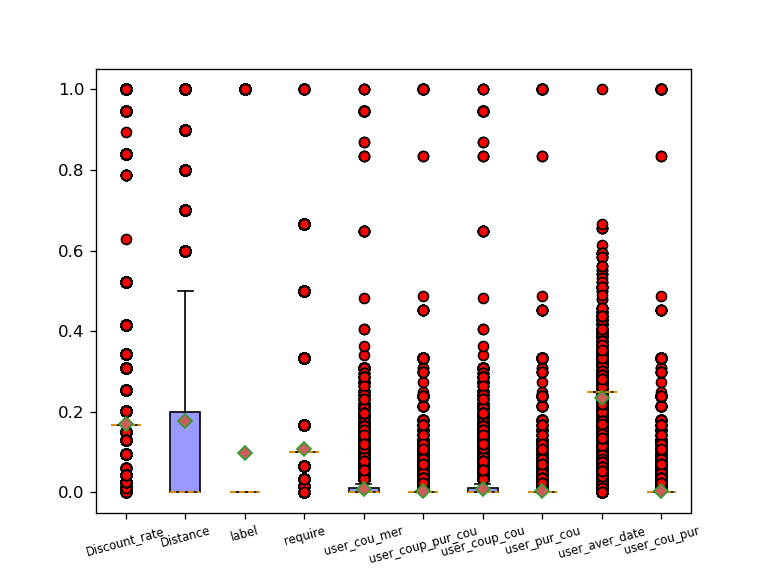 1.0
0.8
0.6
0.4
0.2
0.0
Discount_rate
Distance
label
require
user_cou_mer
user_coup_pur_cou
user_coup_cou
user_pur_cou
user_aver_date
user_cou_pur